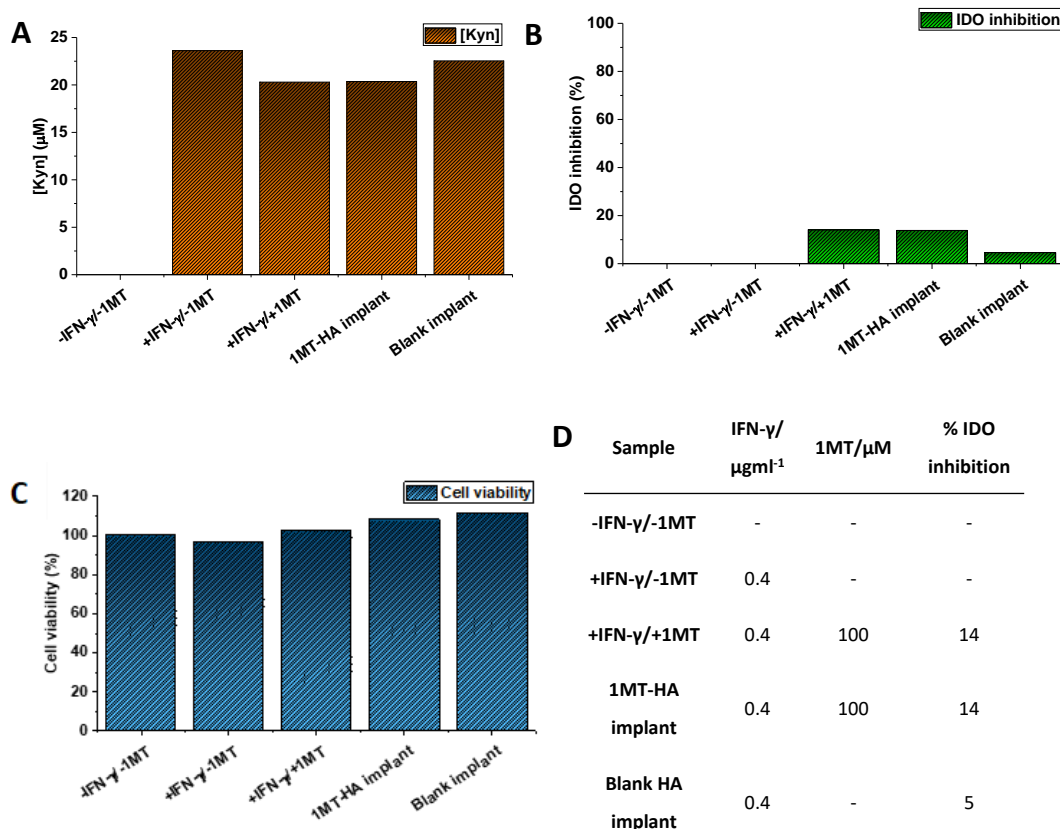 A
[Kyn]
25
20
15
10
5
0
[Kyn] (μM)
-IFN-γ/-1MT
+IFN-γ/-1MT
+IFN-γ/+1MT
1MT-HA implant
Blank implant
B
IDO inhibition
100
80
60
40
20
0
IDO inhibition (%)
-IFN-γ/-1MT
+IFN-γ/-1MT
+IFN-γ/+1MT
1MT-HA implant
Blank implant
C
Cell viability
120
100
80
60
40
20
0
Cell viability (%)
-IFN-γ/-1MT
+IFN-γ/-1MT
+IFN-γ/+1MT
1MT-HA implant
Blank implant
D
Sample IFN-γ/ μgml⁻¹ 1MT/μM % IDO inhibition
-IFN-γ/-1MT - - -
+IFN-γ/-1MT 0.4 - -
+IFN-γ/+1MT 0.4 100 14
1MT-HA implant 0.4 100 14
Blank HA implant 0.4 - 5